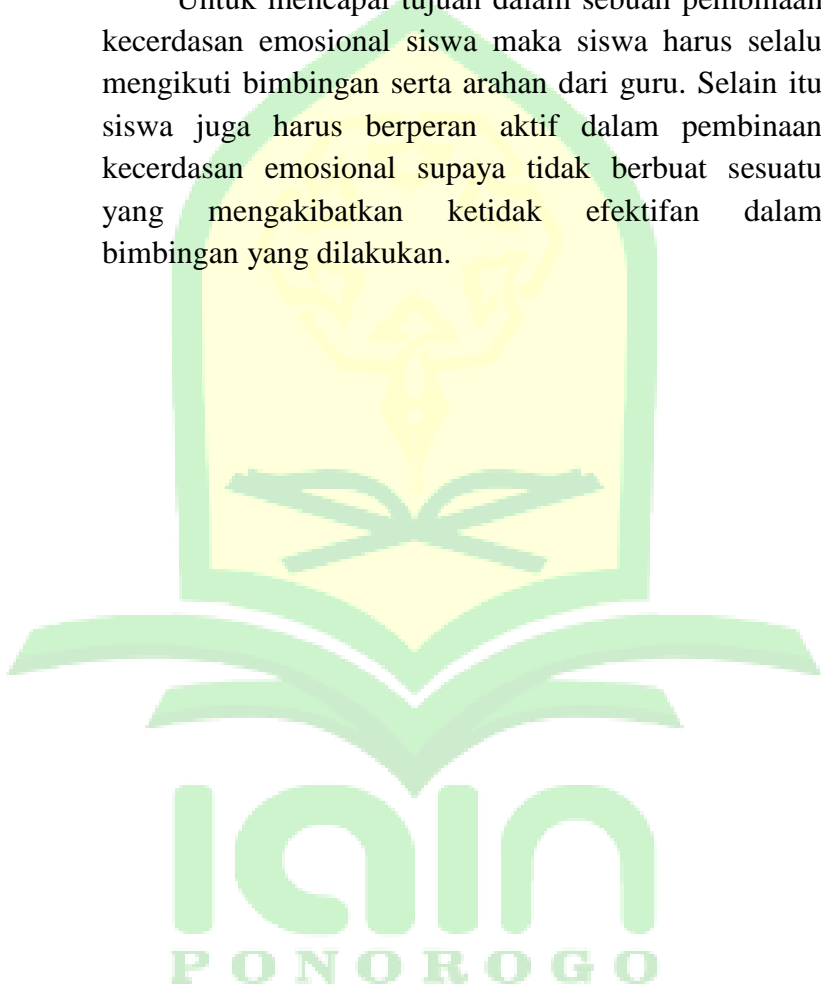 Untuk mencapai tujuan dalam sebuah pembinaan
kecerdasan emosional siswa maka siswa harus selalu
mengikuti bimbingan serta arahan dari guru. Selain itu
siswa juga harus berperan aktif dalam pembinaan
kecerdasan emosional supaya tidak berbuat sesuatu
yang mengakibatkan ketidak efektifan dalam
bimbingan yang dilakukan.
iain
PONOROGO